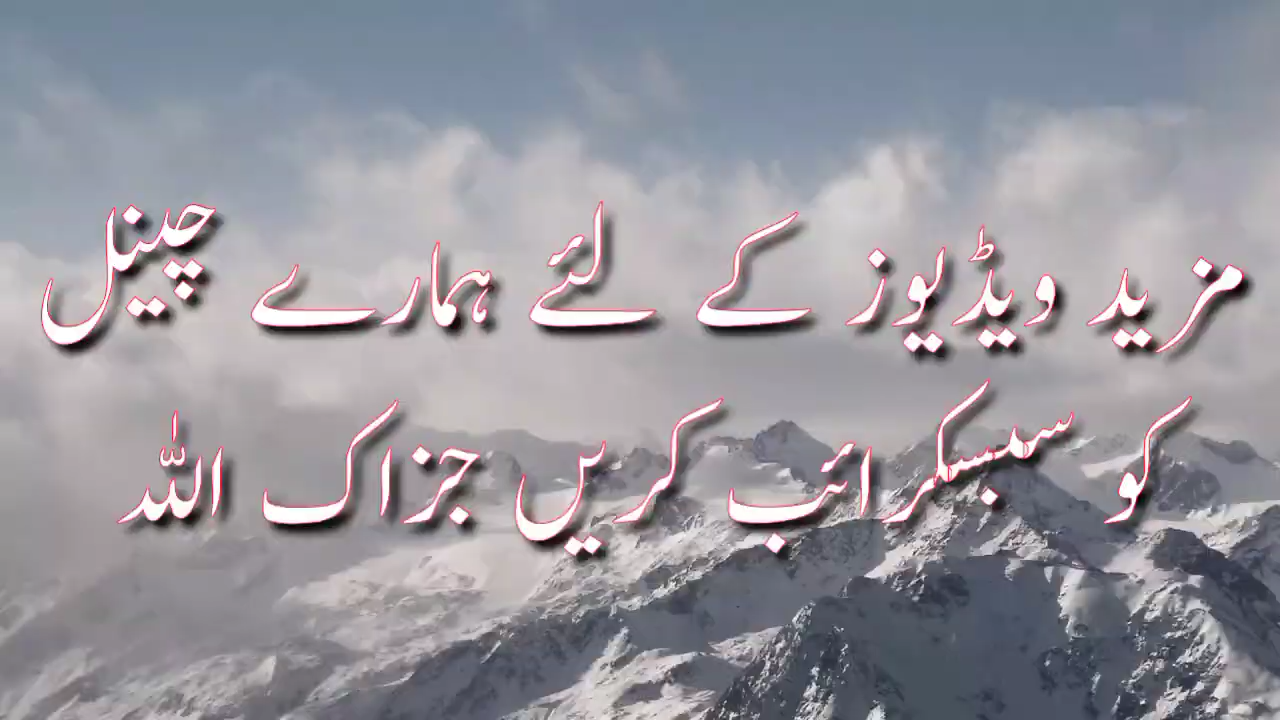 مزید ویڈیوز کے لئے ہمارے چینل
کو سبسکرائب کریں جزاک اللہ